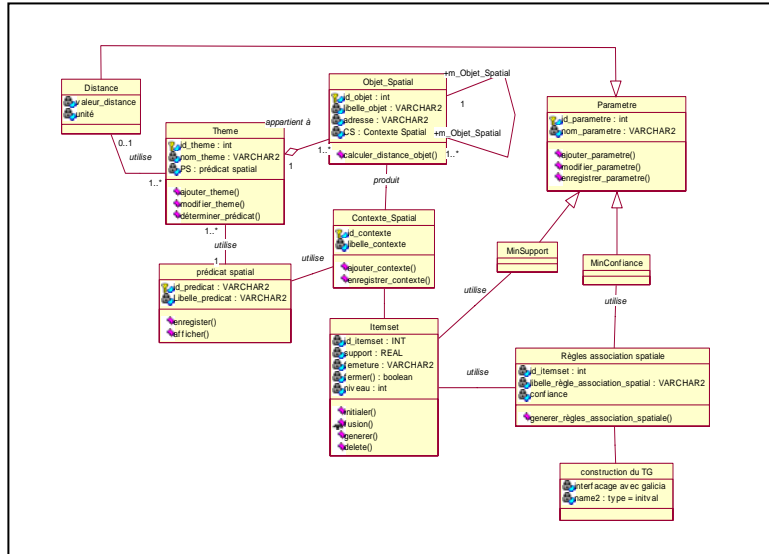 Distance
valeur_distance
unité
0..1
utilise
1..*
Theme
id_theme : int
nom_theme : VARCHAR2
PS : prédicat spatial
ajouter_theme()
modifier_theme()
déterminer_prédicat()
appartient à
1
1..*
Objet_Spatial
id_objet : int
libelle_objet : VARCHAR2
adresse : VARCHAR2
CS : Contexte Spatial
calculer_distance_objet()
+m_Objet_Spatial
1
+m_Objet_Spatial
1..*
Parametre
id_parametre : int
nom_parametre : VARCHAR2
ajouter_parametre()
modifier_parametre()
enregistrer_parametre()
produit
1..*
utilise
1
prédicat spatial
id_predicat : VARCHAR2
Libelle_predicat : VARCHAR2
enregister()
afficher()
utilise
Contexte_Spatial
id_contexte
libelle_contexte
ajouter_contexte()
enregistrer_contexte()
MinSupport
MinConfiance
utilise
utilise
Itemset
id_itemset : INT
support : REAL
femeture : VARCHAR2
fermer() : boolean
niveau : int
initialer()
fusion()
generer()
delete()
utilise
Règles association spatiale
id_itemset : int
libelle_règle_association_spatial : VARCHAR2
confiance
generer_règles_association_spatiale()
construction du TG
interfacage avec galicia
name2 : type = initval